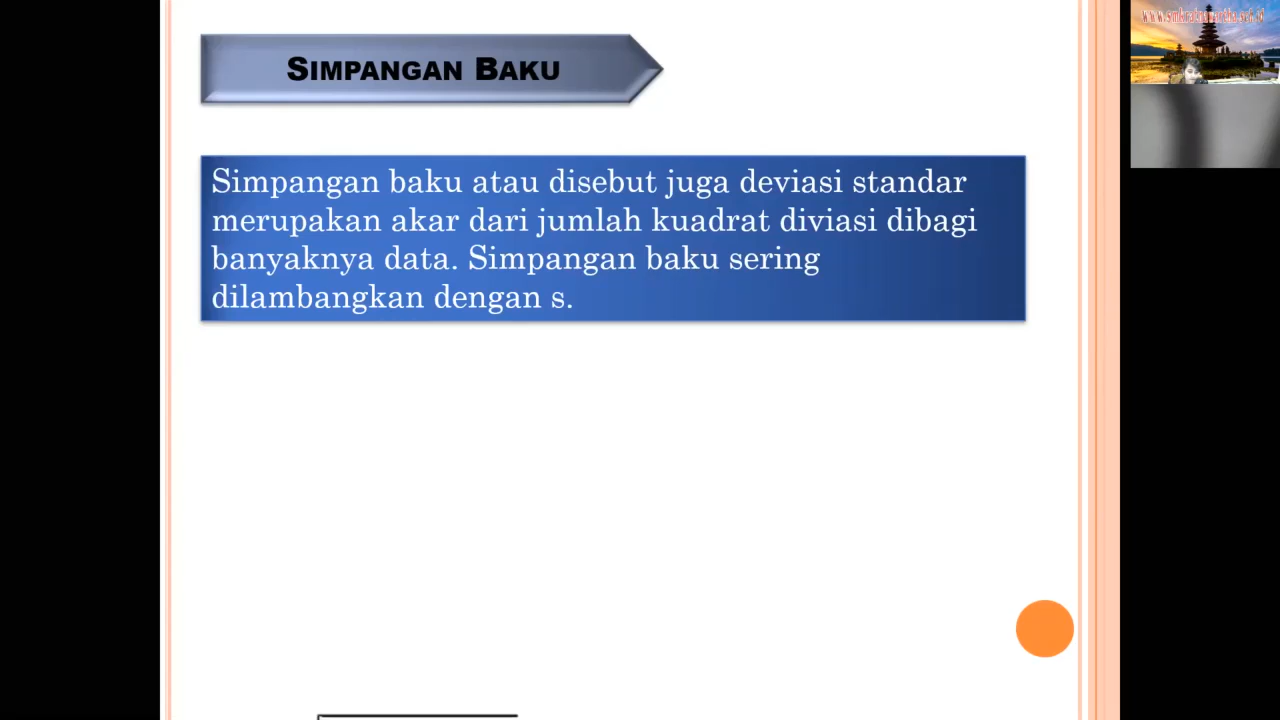 SIMPANGAN BAKU
Simpangan baku atau disebut juga deviasi standar
merupakan akar dari jumlah kuadrat diviasi dibagi
banyaknya data. Simpangan baku sering
dilambangkan dengan s.